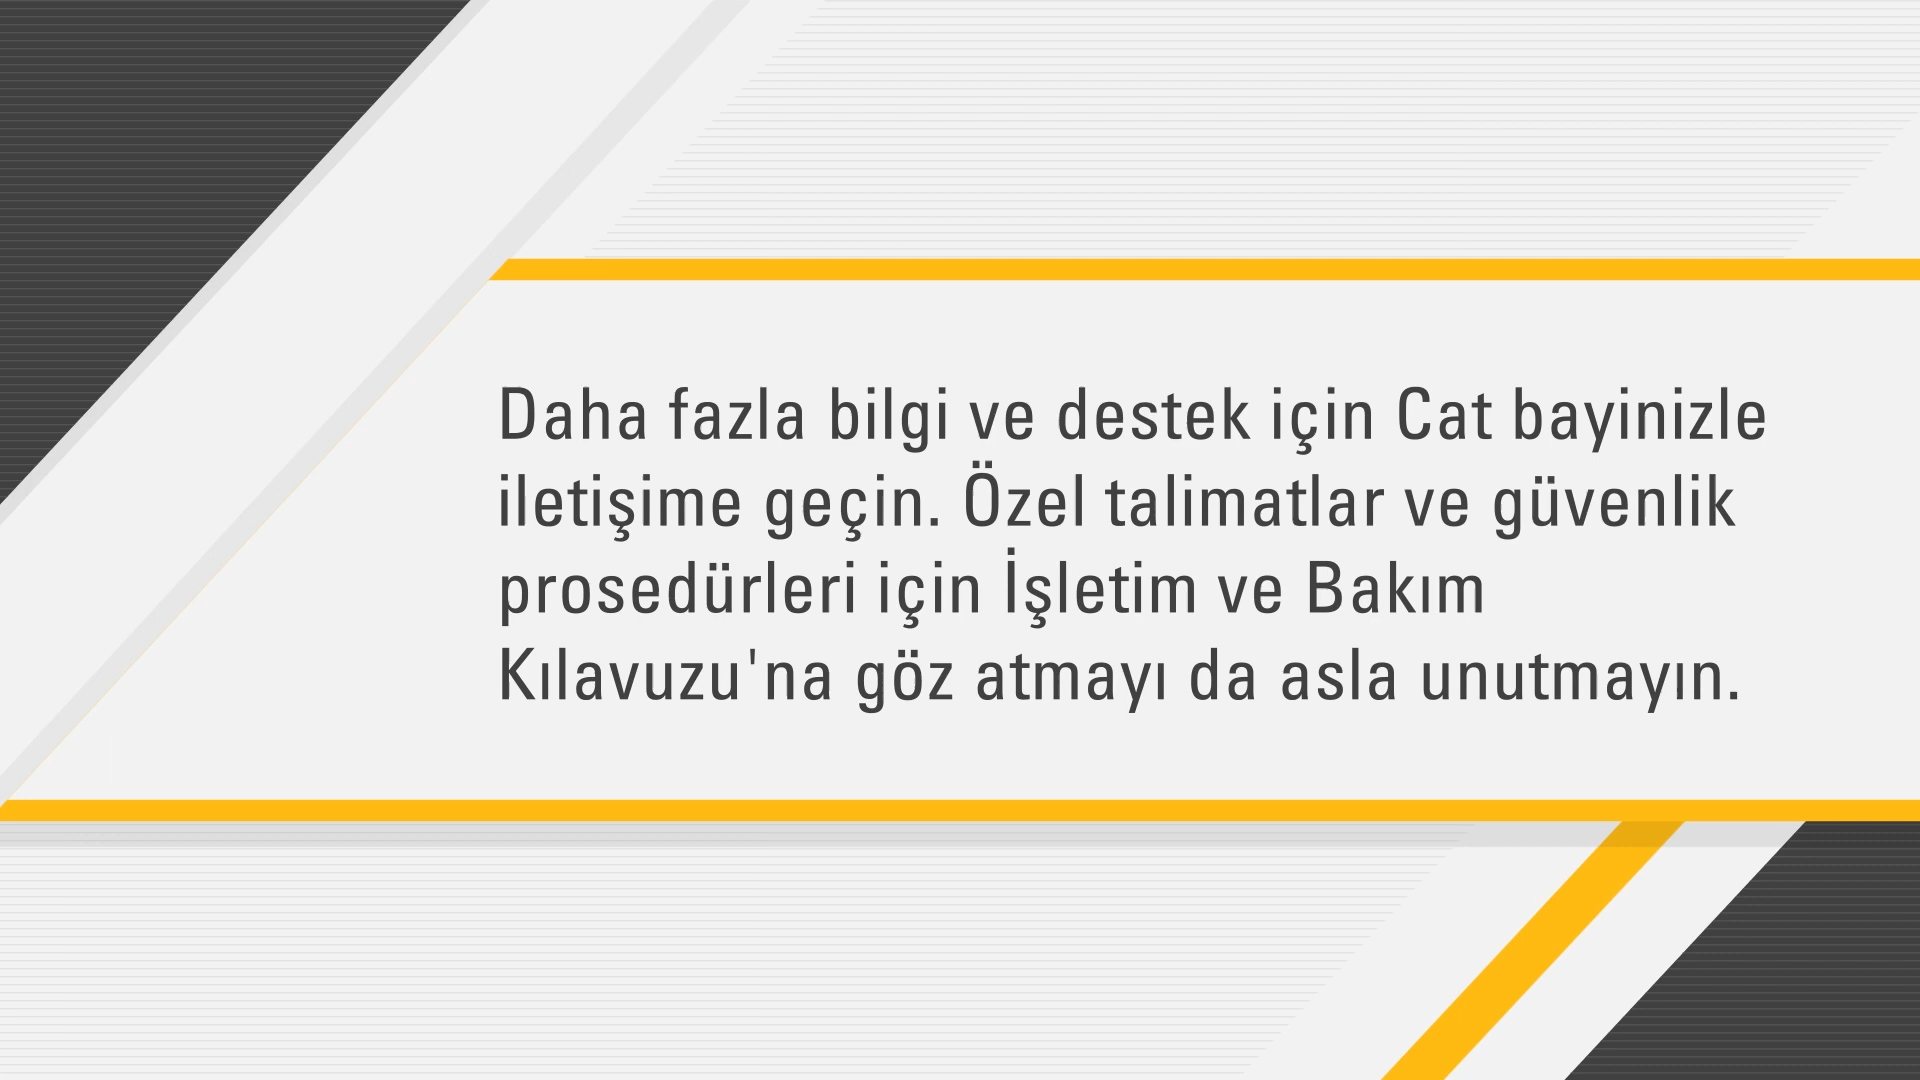 Daha fazla bilgi ve destek için Cat bayinizle
iletişime geçin. Özel talimatlar ve güvenlik
prosedürleri için İşletim ve Bakım
Kılavuzu'na göz atmayı da asla unutmayın.